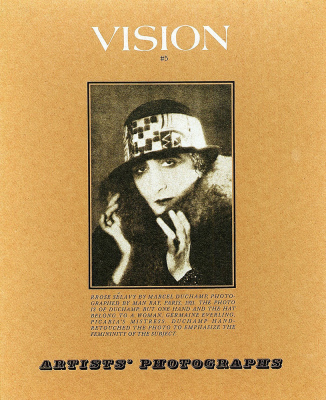 VISION
#5
RROSE SELAVY BY MARCEL DUCHAMP. PHOTO-
GRAPHED BY MAN RAY, PARIS, 1921. THE PHOTO
IS OF DUCHAMP, BUT ONE HAND AND THE HAT
BELONG TO A WOMAN, GERMAINE EVERLING,
PICABIA'S MISTRESS. DUCHAMP HAND-
RETOUCHED THE PHOTO TO EMPHASIZE THE
FEMININITY OF THE SUBJECT.
ARTISTS' PHOTOGRAPHS